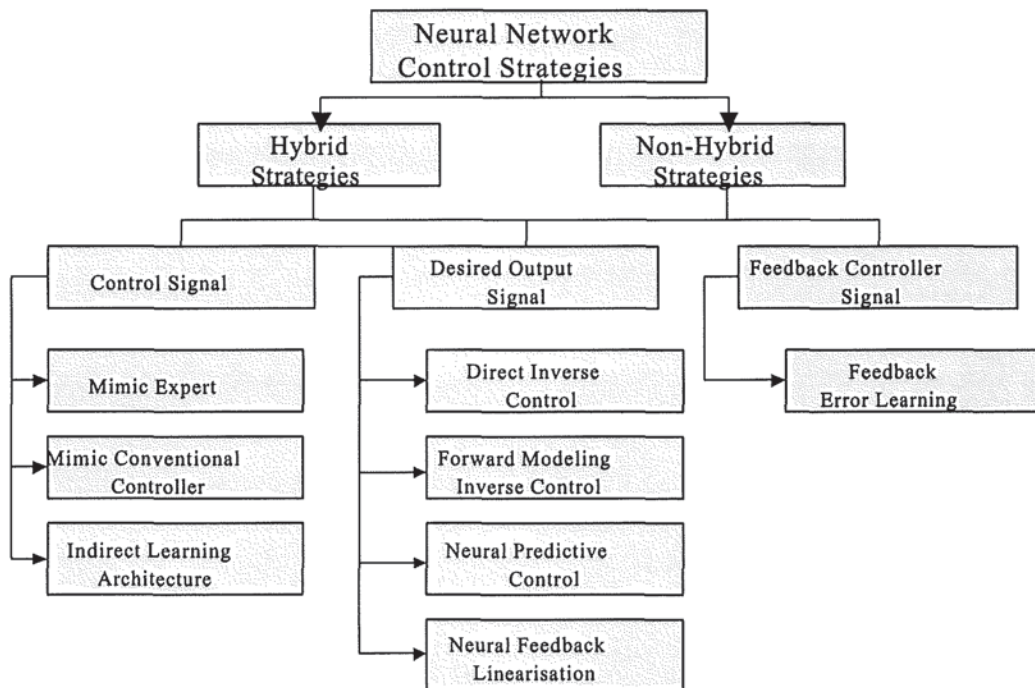 Neural Network
Control Strategies
Hybrid
Strategies
Non-Hybrid
Strategies
Control Signal
Desired Output
Signal
Feedback Controller
Signal
Mimic Expert
Direct Inverse
Control
Feedback
Error Learning
Mimic Conventional
Controller
Forward Modeling
Inverse Control
Indirect Learning
Architecture
Neural Predictive
Control
Neural Feedback
Linearisation